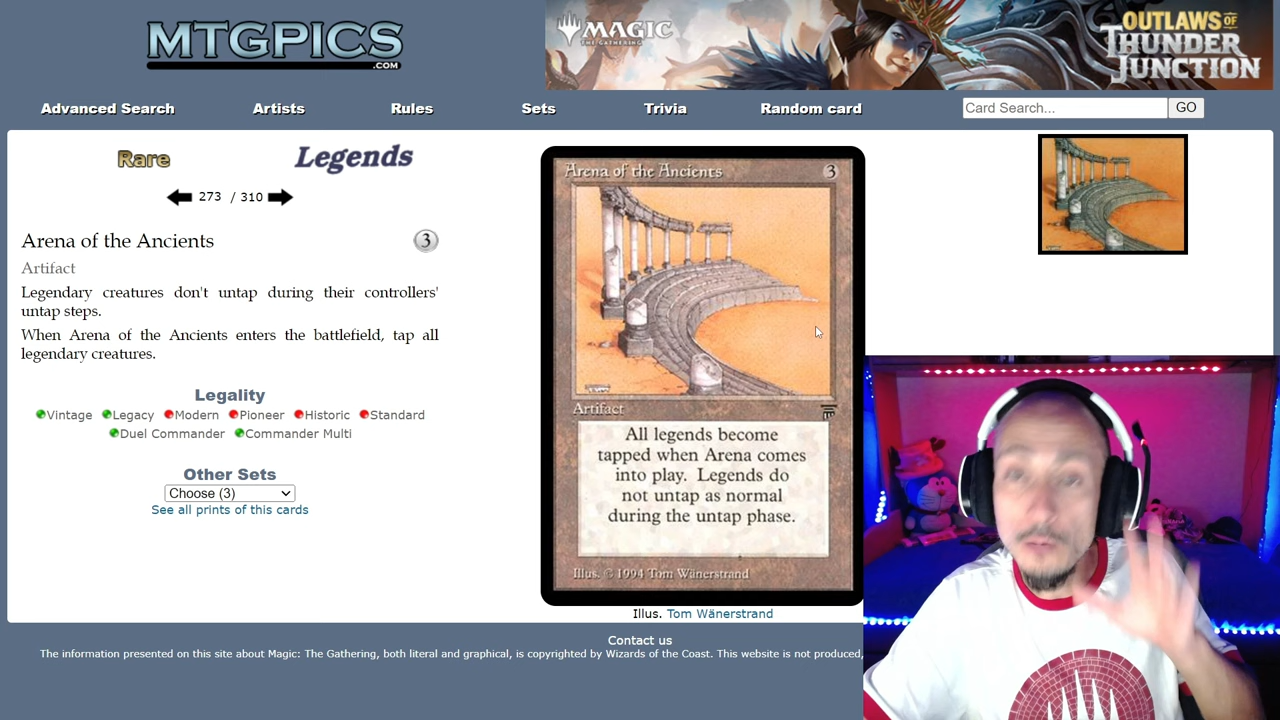 MTGPICS
.COM
MAGIC
THE GATHERING
OUTLAWS OF
THUNDER
JUNCTION
Advanced Search
Artists
Rules
Sets
Trivia
Random card
Card Search...
GO
Rare
Legends
273 / 310
Arena of the Ancients
3
Artifact
Legendary creatures don't untap during their controllers'
untap steps.
When Arena of the Ancients enters the battlefield, tap all
legendary creatures.
Legality
Vintage Legacy Modern Pioneer Historic Standard
Duel Commander Commander Multi
Other Sets
Choose (3)
See all prints of this cards
Arena of the Ancients
3
Artifact
All legends become
tapped when Arena comes
into play. Legends do
not untap as normal
during the untap phase.
Illus. © 1994 Tom Wänerstrand
Illus. Tom Wänerstrand
Contact us
The information presented on this site about Magic: The Gathering, both literal and graphical, is copyrighted by Wizards of the Coast. This website is not produced,